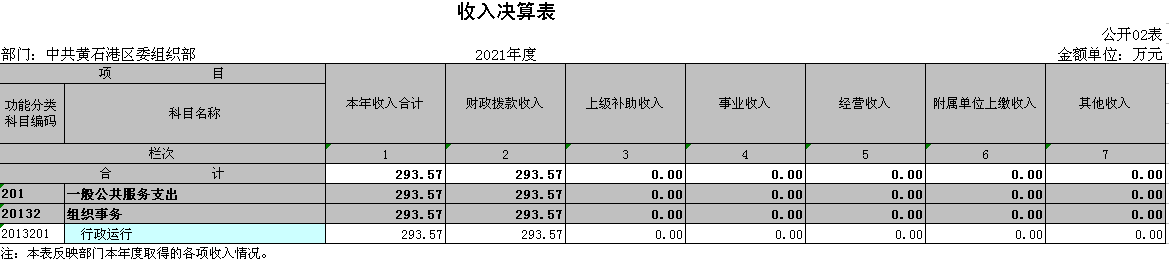 收入决算表
公开02表
部门：中共黄石港区委组织部 2021年度 金额单位：万元
项 目 本年收入合计 财政拨款收入 上级补助收入 事业收入 经营收入 附属单位上缴收入 其他收入
功能分类科目编码 科目名称
栏次 1 2 3 4 5 6 7
合 计 293.57 293.57 0.00 0.00 0.00 0.00 0.00
201 一般公共服务支出 293.57 293.57 0.00 0.00 0.00 0.00 0.00
20132 组织事务 293.57 293.57 0.00 0.00 0.00 0.00 0.00
2013201 行政运行 293.57 293.57 0.00 0.00 0.00 0.00 0.00
注：本表反映部门本年度取得的各项收入情况。